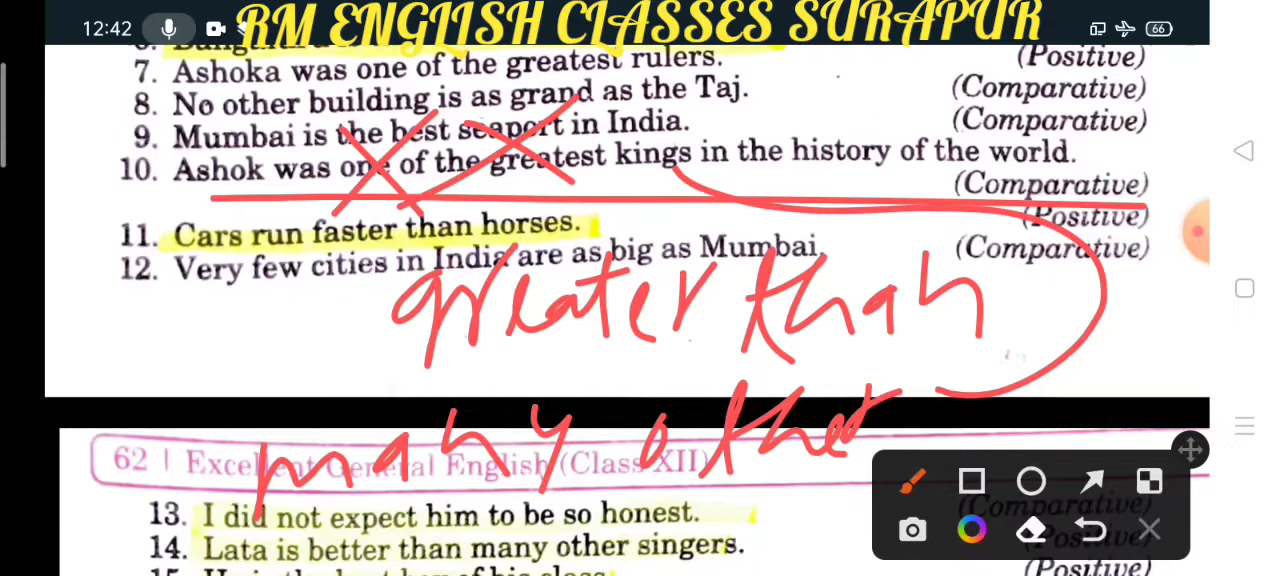 12:42
RM ENGLISH CLASSES SURAPUR
66
7. Ashoka was one of the greatest rulers. (Positive)
8. No other building is as grand as the Taj. (Comparative)
9. Mumbai is the best seaport in India. (Comparative)
10. Ashok was one of the greatest kings in the history of the world.
(Comparative)
11. Cars run faster than horses. (Positive)
12. Very few cities in India are as big as Mumbai. (Comparative)
greater than
many other
62 | Excellent General English (Class XII)
13. I did not expect him to be so honest. (Comparative)
14. Lata is better than many other singers. (Positive)
(Positive)